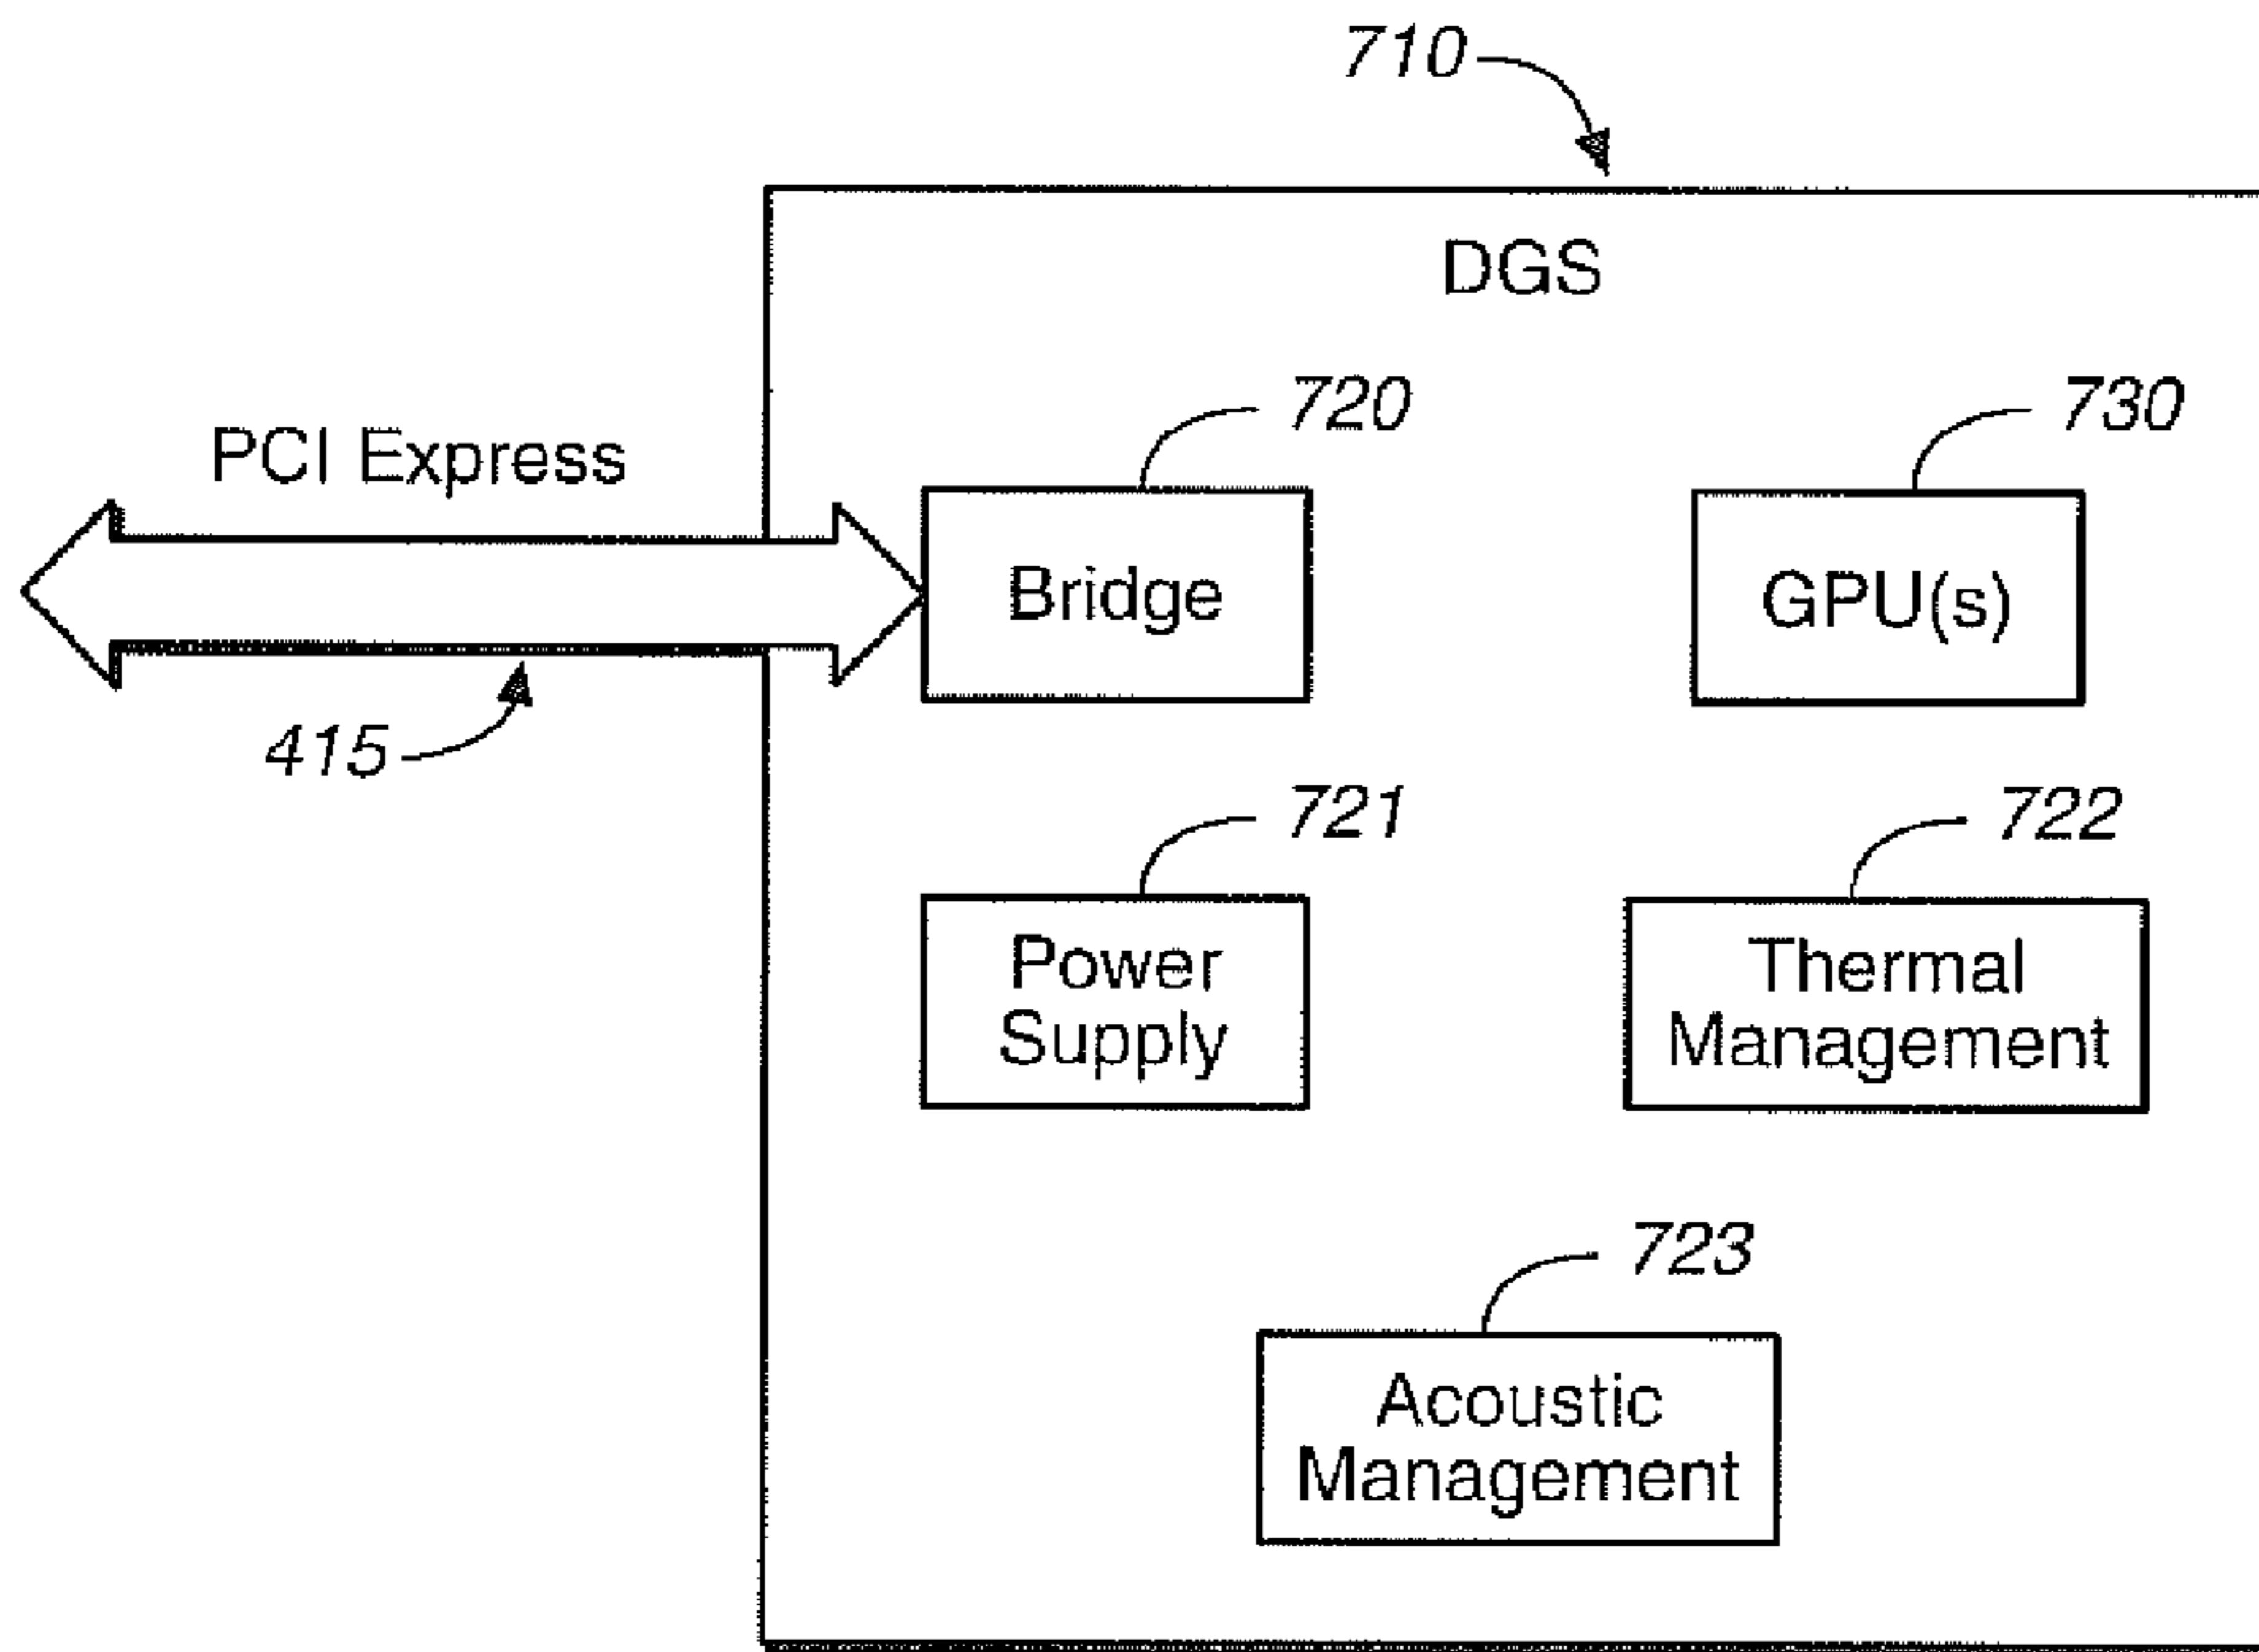 710
DGS
720
730
PCI Express
Bridge
GPU(s)
415
721
722
Power
Supply
Thermal
Management
723
Acoustic
Management